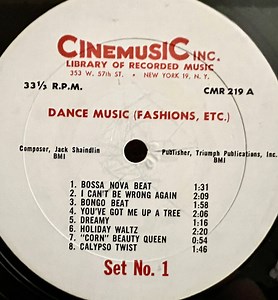 CINEMUSIC INC.
LIBRARY OF RECORDED MUSIC
353 W. 57th ST. • NEW YORK 19, N. Y.
33⅓ R.P.M. CMR 219 A
DANCE MUSIC (FASHIONS, ETC.)
Composer, Jack Shaindlin Publisher, Triumph Publications, Inc.
BMI BMI
1. BOSSA NOVA BEAT 1:31
2. I CAN'T BE WRONG AGAIN 2:09
3. BONGO BEAT 1:58
4. YOU'VE GOT ME UP A TREE 2:06
5. DREAMY 1:16
6. HOLIDAY WALTZ 2:20
7. "CORN" BEAUTY QUEEN 0:54
8. CALYPSO TWIST 1:46
Set No. 1